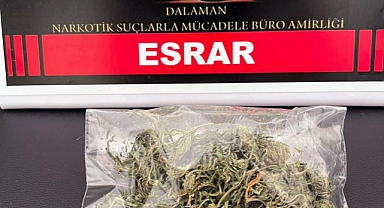 DALAMAN
NARKOTİK SUÇLARLA MÜCADELE BÜRO AMİRLİĞİ
ESRAR